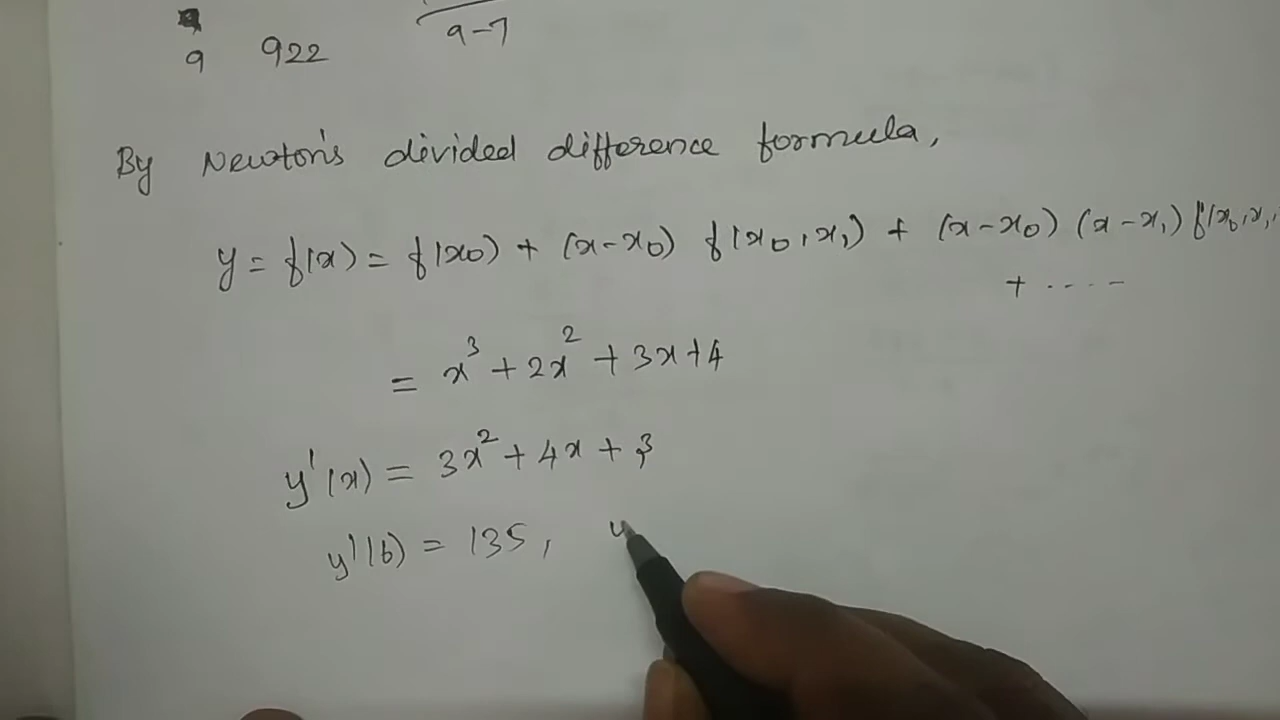 9-7
9 922
By Newton's divided difference formula,
y = f(x) = f(x₀) + (x-x₀) f(x₀,x₁) + (x-x₀) (x-x₁) f(x₀,x₁,
+ ....
= x³ + 2x² + 3x + 4
y'(x) = 3x² + 4x + 3
y'(6) = 135, y